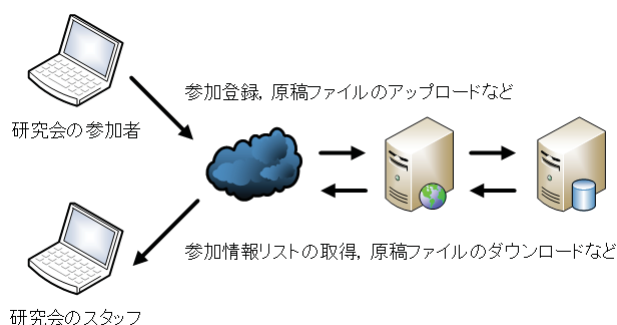 参加登録, 原稿ファイルのアップロードなど
研究会の参加者
参加情報リストの取得, 原稿ファイルのダウンロードなど
研究会のスタッフ